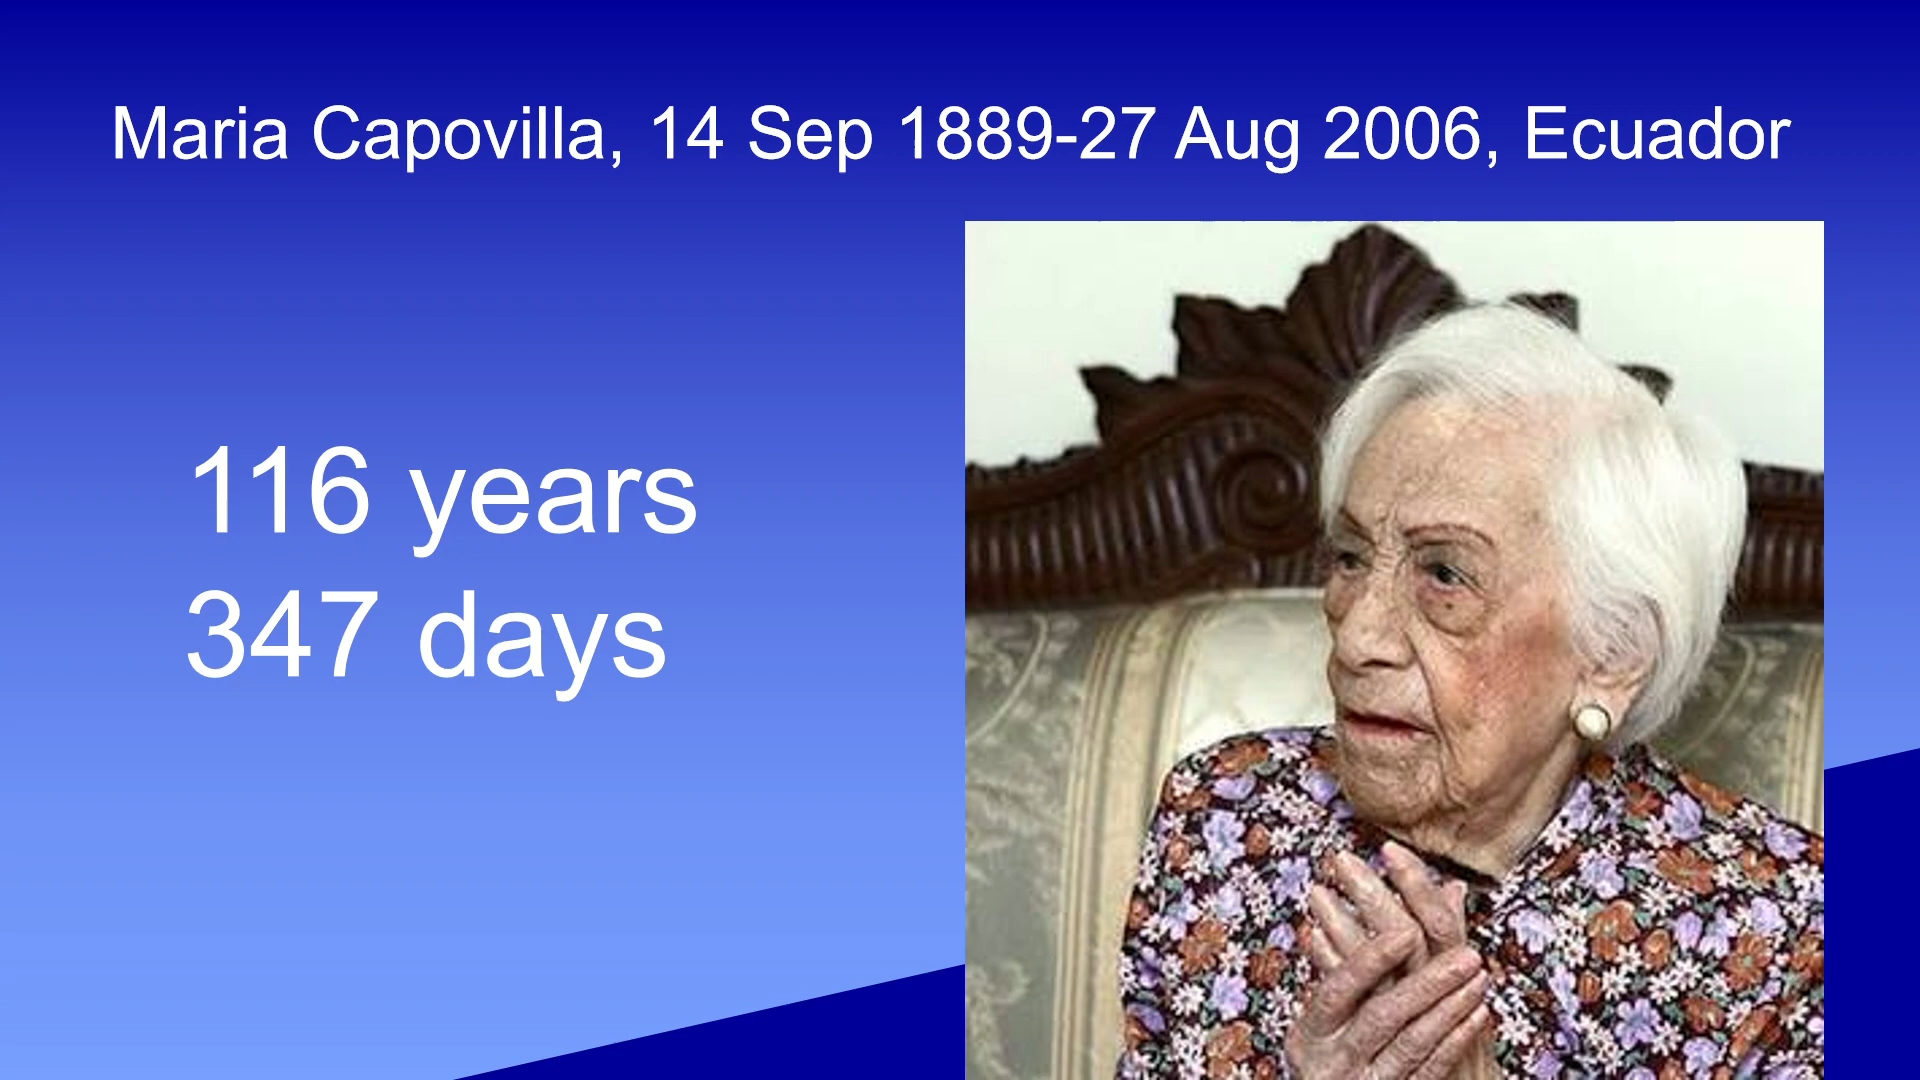 Maria Capovilla, 14 Sep 1889-27 Aug 2006, Ecuador
116 years
347 days